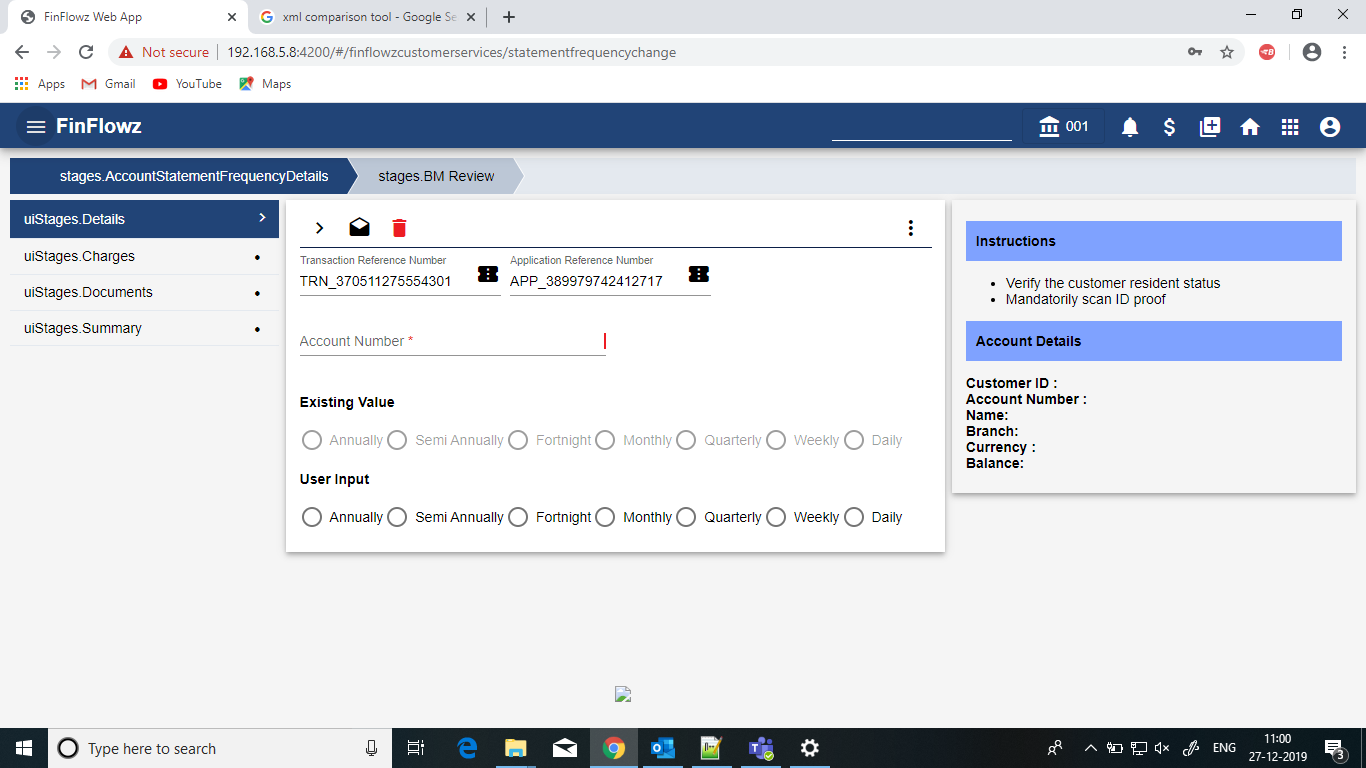 FinFlowz Web App
xml comparison tool - Google Se
Not secure
192.168.5.8:4200/#/finflowzcustomerservices/statementfrequencychange
Apps
Gmail
YouTube
Maps
FinFlowz
001
stages.AccountStatementFrequencyDetails
stages.BM Review
uiStages.Details
uiStages.Charges
uiStages.Documents
uiStages.Summary
Transaction Reference Number
TRN_370511275554301
Application Reference Number
APP_389979742412717
Account Number *
Existing Value
Annually Semi Annually Fortnight Monthly Quarterly Weekly Daily
User Input
Annually Semi Annually Fortnight Monthly Quarterly Weekly Daily
Instructions
Verify the customer resident status
Mandatorily scan ID proof
Account Details
Customer ID :
Account Number :
Name:
Branch:
Currency :
Balance:
Type here to search
ENG
11:00
27-12-2019
3